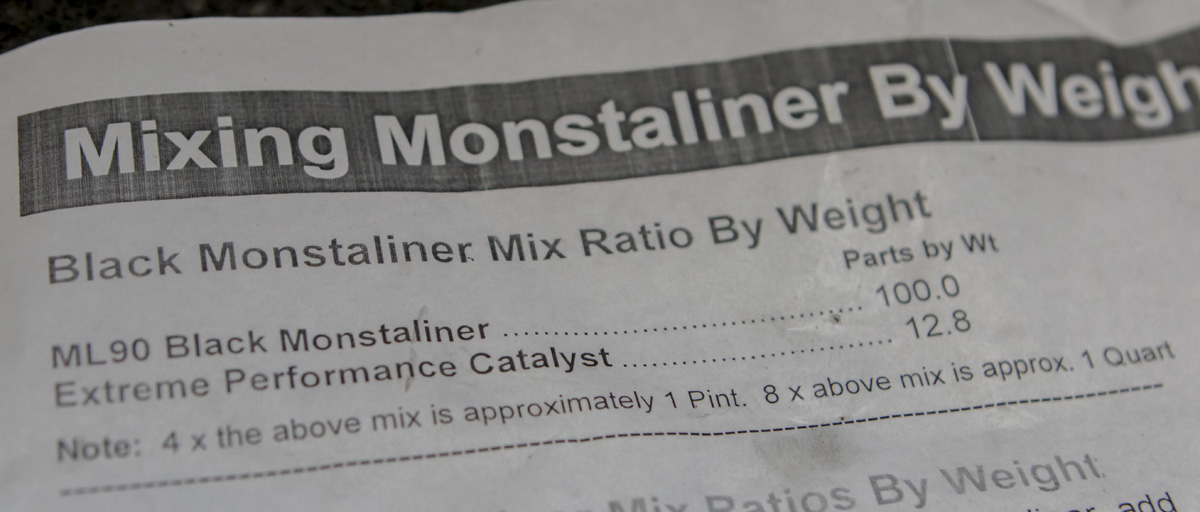 Mixing Monstaliner By Weigh
Black Monstaliner Mix Ratio By Weight
Parts by Wt
ML90 Black Monstaliner ........................................ 100.0
Extreme Performance Catalyst .............................. 12.8
Note: 4 x the above mix is approximately 1 Pint. 8 x above mix is approx. 1 Quart
Mix Ratios By Weight
add